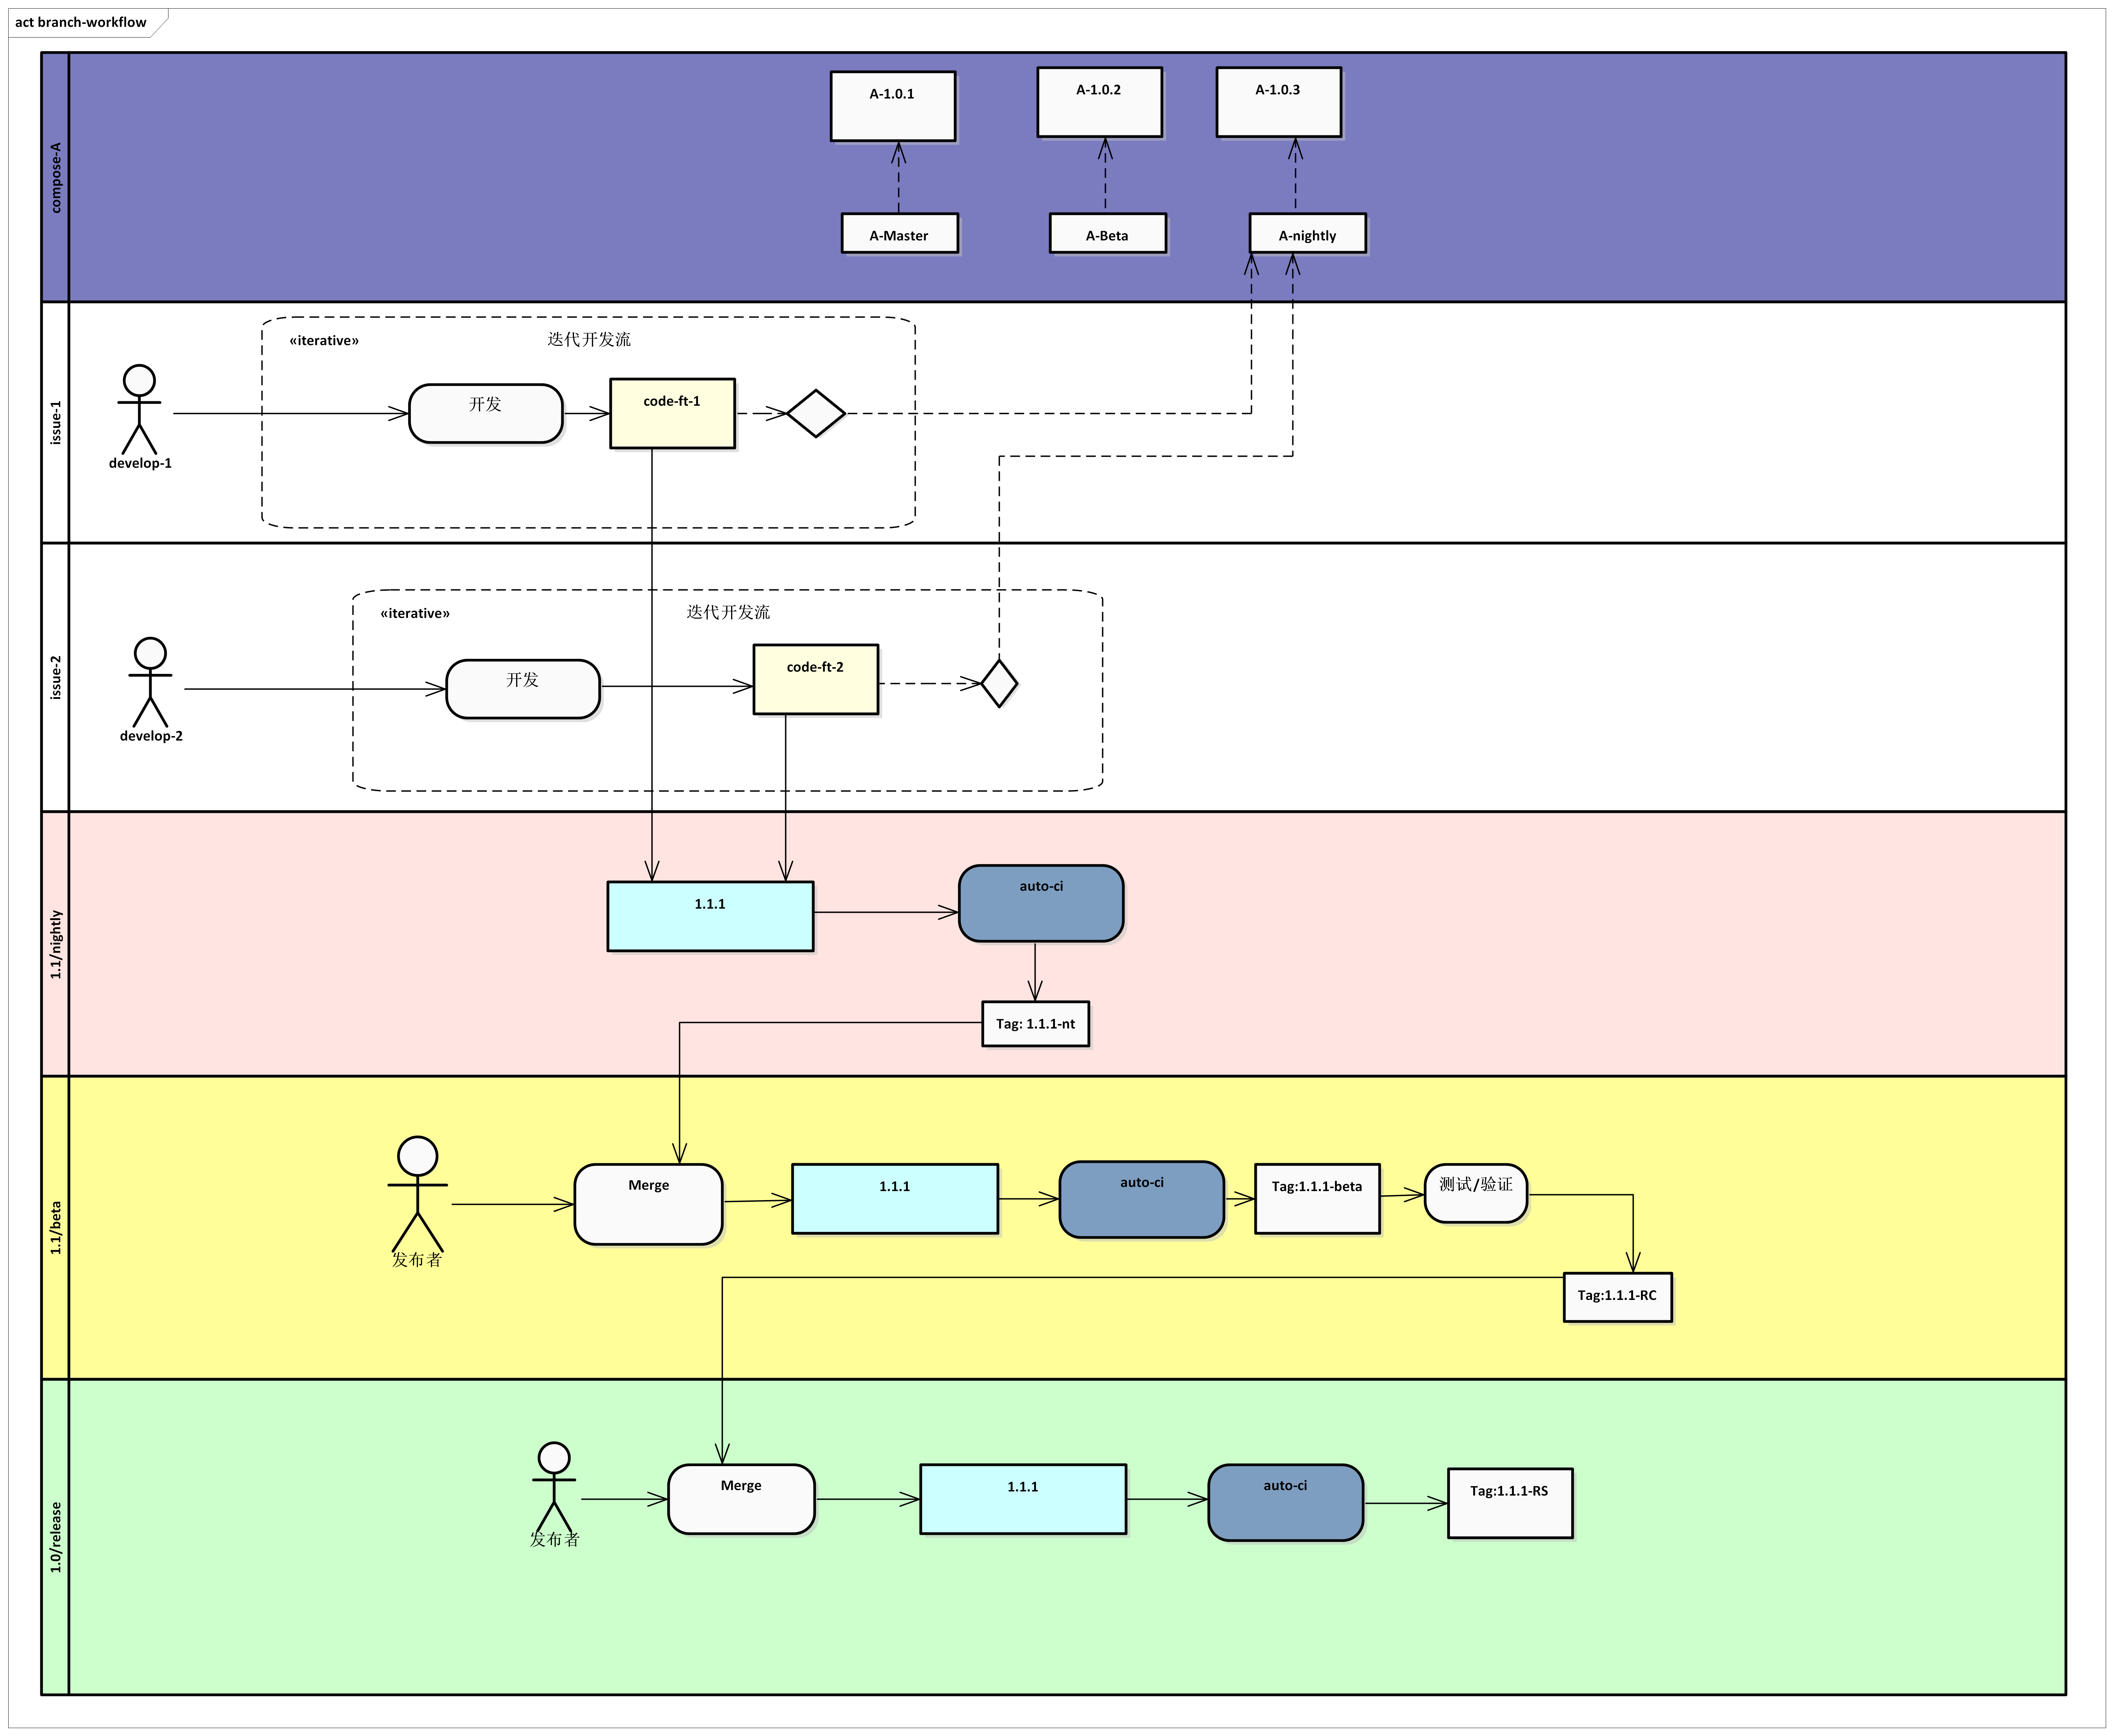 act branch-workflow
compose-A
A-1.0.1
A-1.0.2
A-1.0.3
A-Master
A-Beta
A-nightly
issue-1
«iterative»
迭代开发流
develop-1
开发
code-ft-1
issue-2
«iterative»
迭代开发流
develop-2
开发
code-ft-2
1.1/nightly
1.1.1
auto-ci
Tag: 1.1.1-nt
1.1/beta
发布者
Merge
1.1.1
auto-ci
Tag:1.1.1-beta
测试/验证
Tag:1.1.1-RC
1.0/release
发布者
Merge
1.1.1
auto-ci
Tag:1.1.1-RS